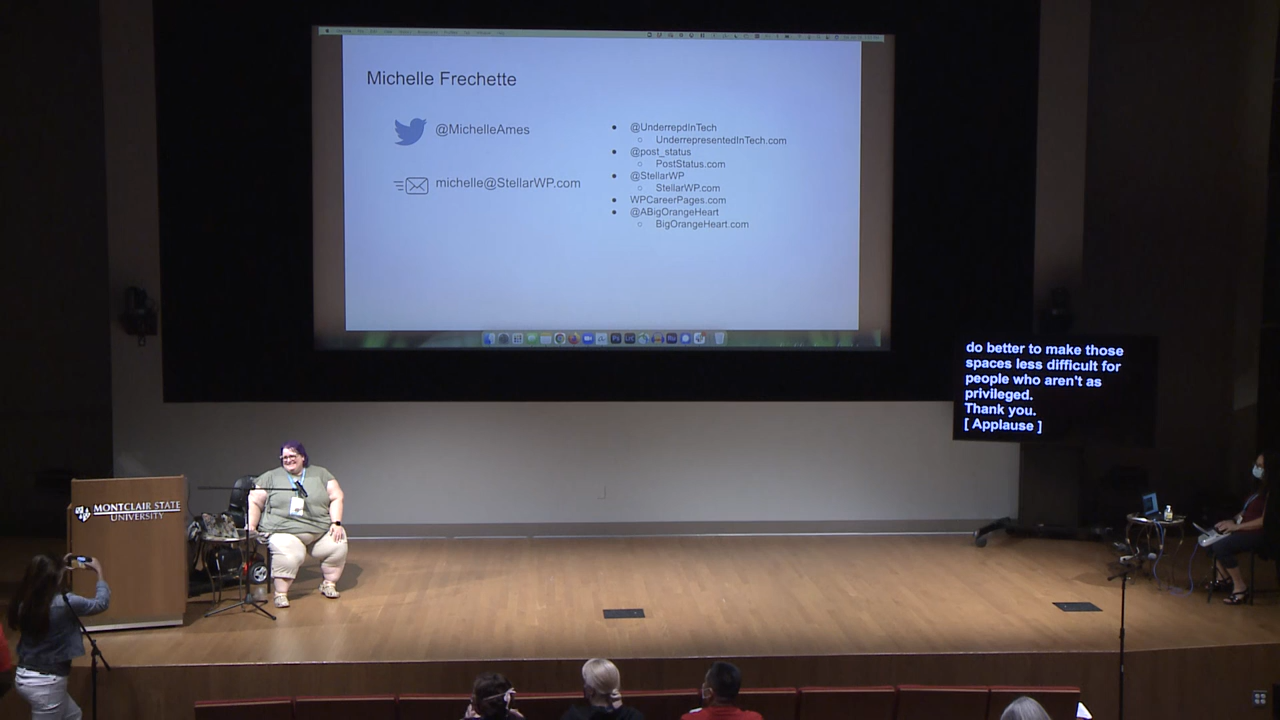 Michelle Frechette
@MichelleAmes
michelle@StellarWP.com
@UnderrepdInTech
UnderrepresentedInTech.com
@post_status
PostStatus.com
@StellarWP
StellarWP.com
WPCareerPages.com
@ABigOrangeHeart
BigOrangeHeart.com
do better to make those
spaces less difficult for
people who aren't as
privileged.
Thank you.
[ Applause ]
MONTCLAIR STATE
UNIVERSITY